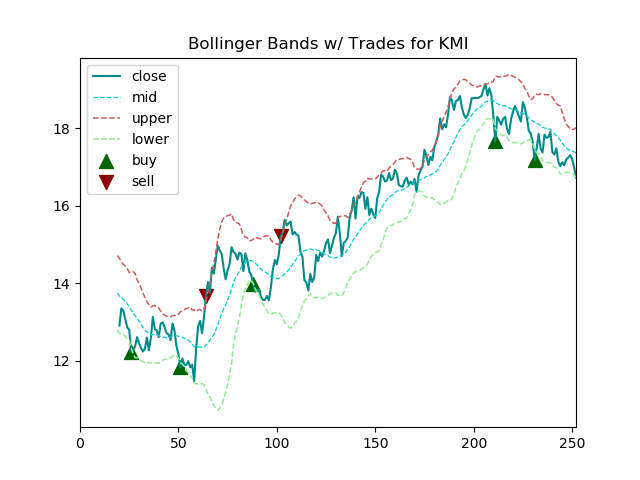 Bollinger Bands w/ Trades for KMI
close
mid
upper
lower
buy
sell
18
16
14
12
0 50 100 150 200 250